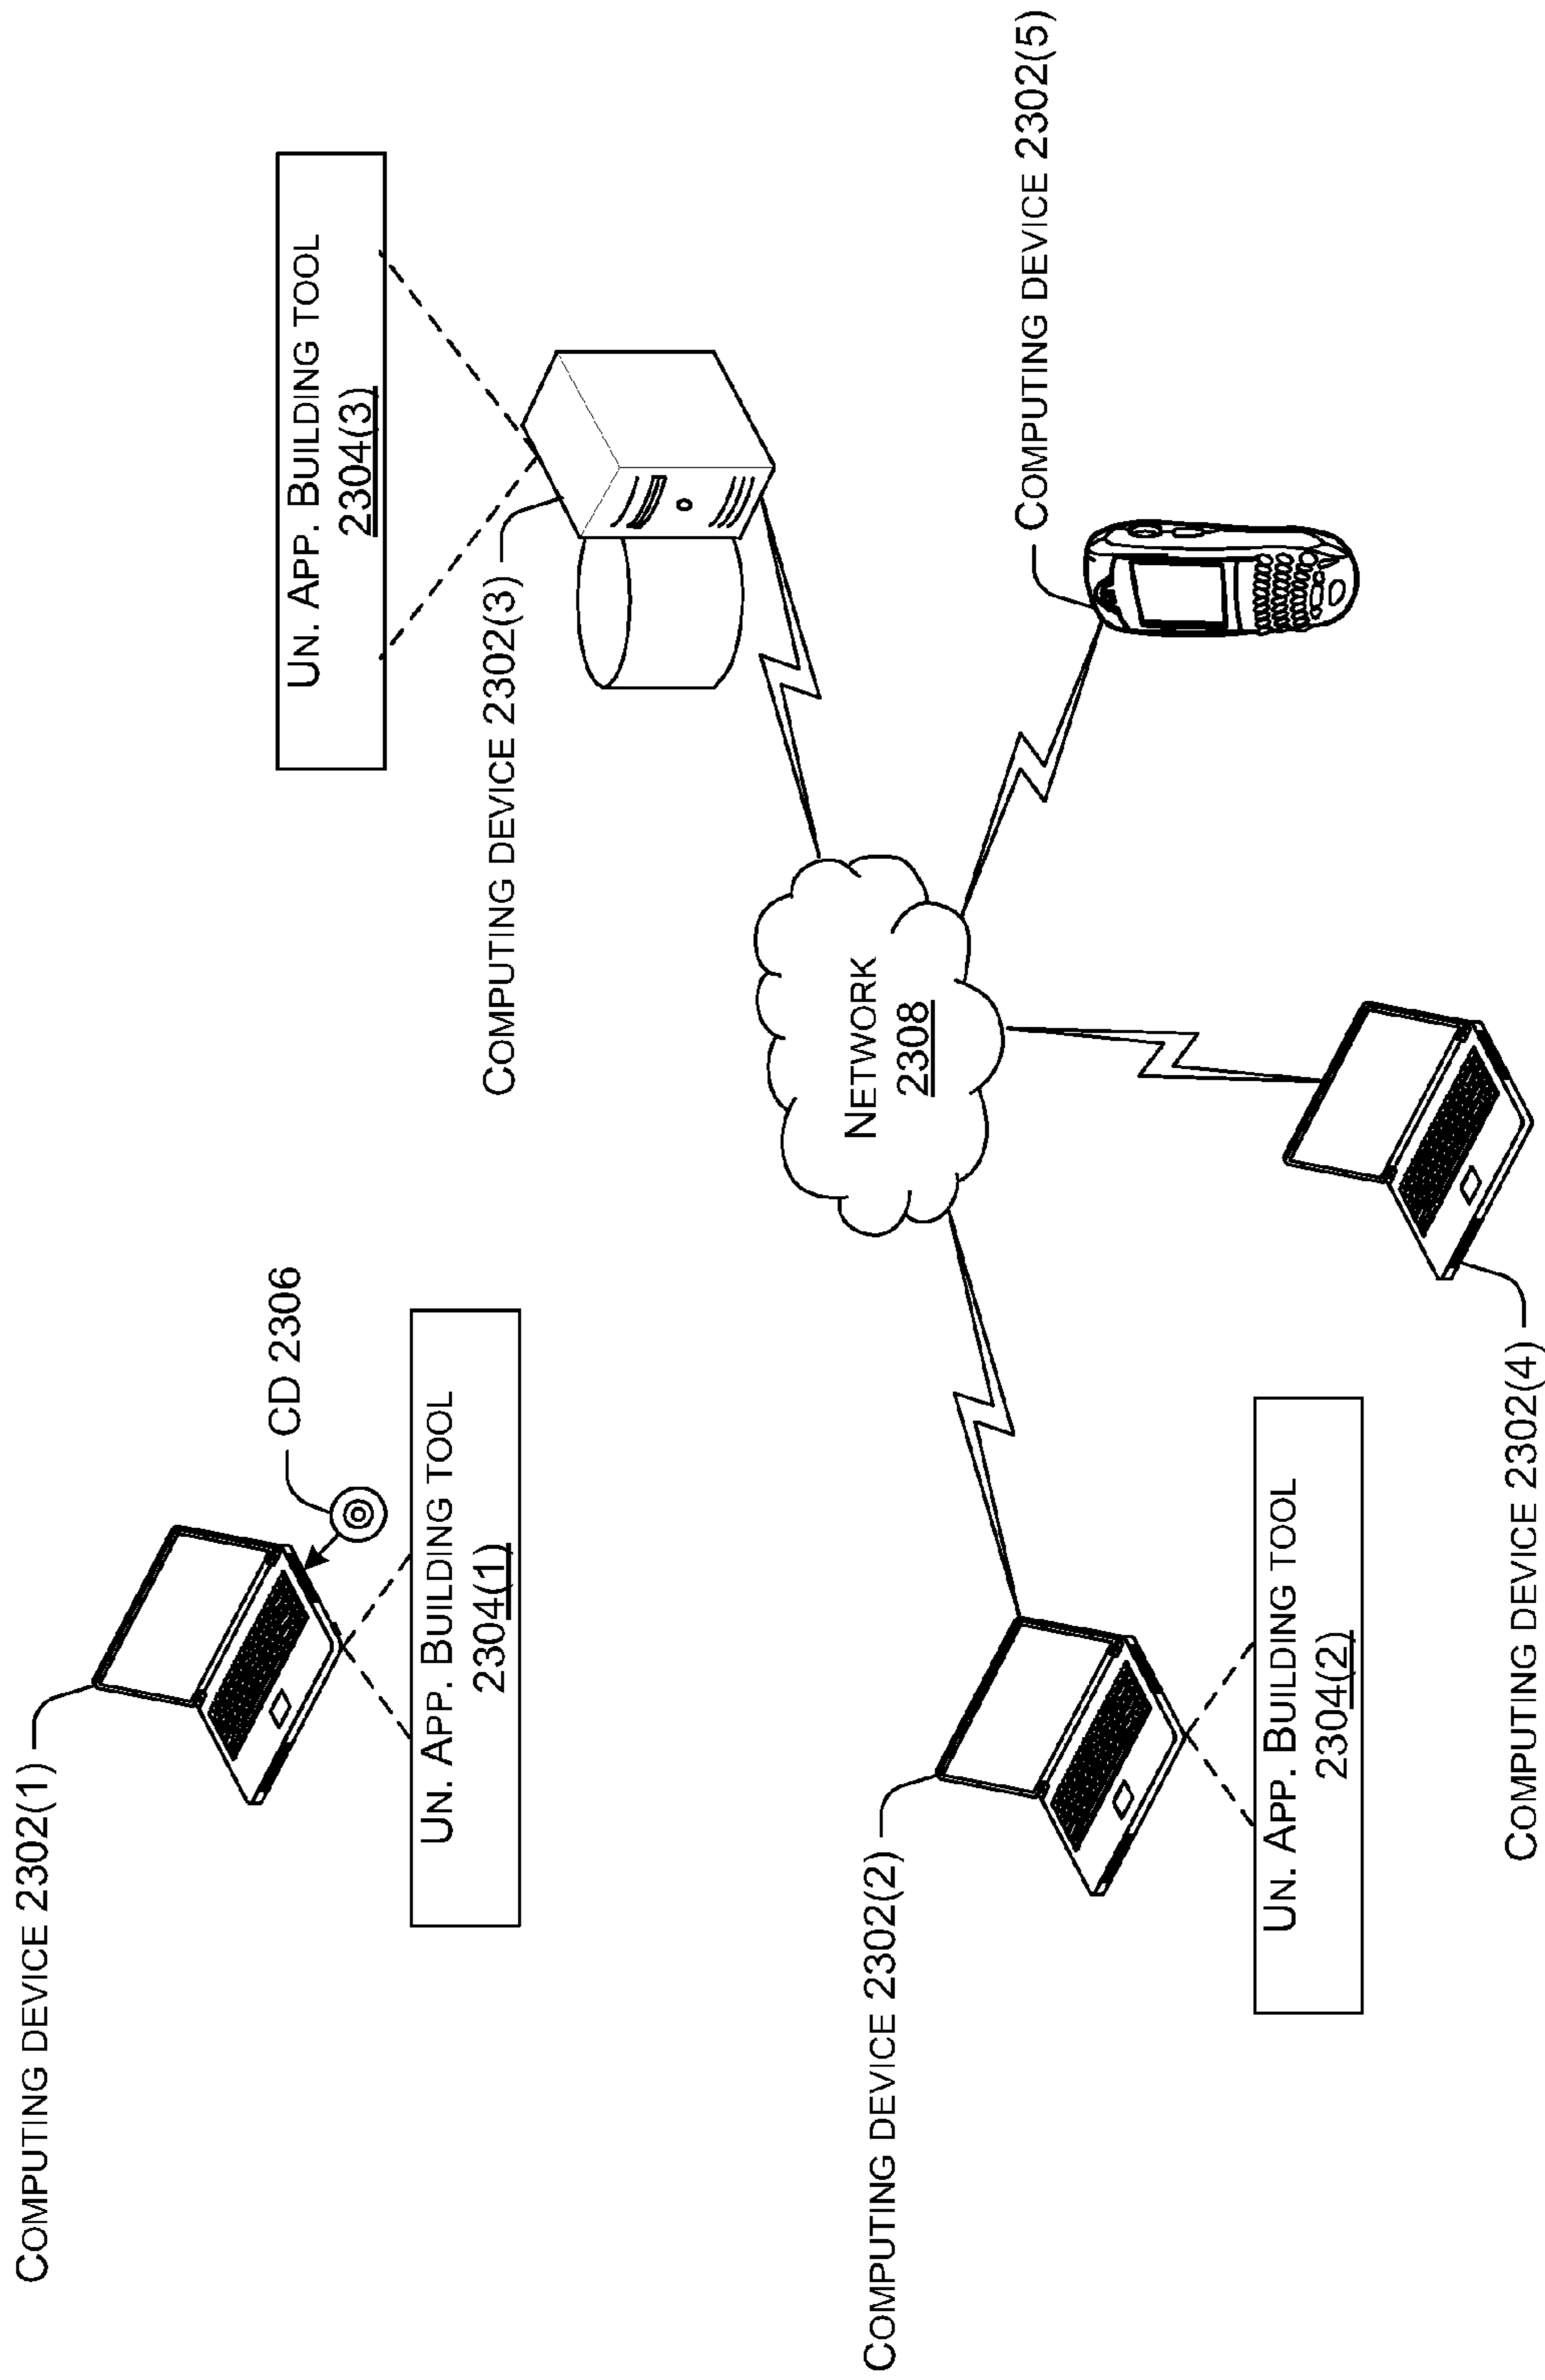 COMPUTING DEVICE 2302(1)
CD 2306
UN. APP. BUILDING TOOL
2304(1)
UN. APP. BUILDING TOOL
2304(3)
COMPUTING DEVICE 2302(3)
NETWORK
2308
COMPUTING DEVICE 2302(2)
UN. APP. BUILDING TOOL
2304(2)
COMPUTING DEVICE 2302(5)
COMPUTING DEVICE 2302(4)